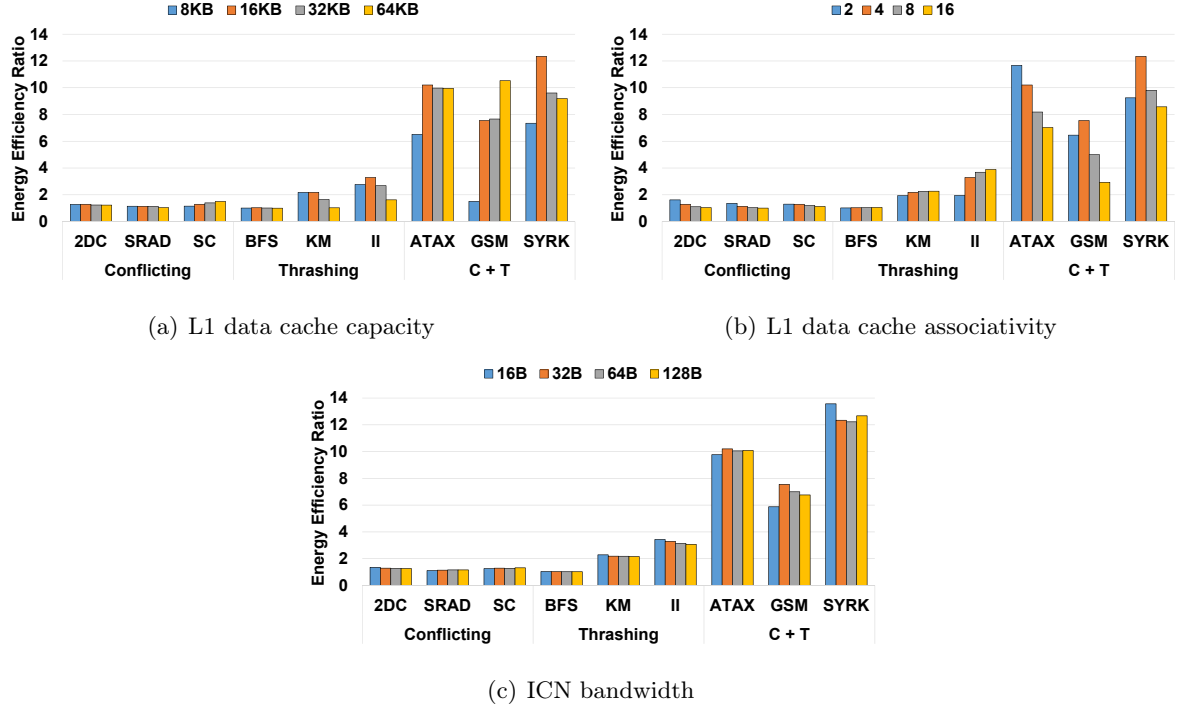 8KB 16KB 32KB 64KB
Energy Efficiency Ratio
14
12
10
8
6
4
2
0
2DC SRAD SC BFS KM II ATAX GSM SYRK
Conflicting Thrashing C + T
(a) L1 data cache capacity
2 4 8 16
Energy Efficiency Ratio
14
12
10
8
6
4
2
0
2DC SRAD SC BFS KM II ATAX GSM SYRK
Conflicting Thrashing C + T
(b) L1 data cache associativity
16B 32B 64B 128B
Energy Efficiency Ratio
14
12
10
8
6
4
2
0
2DC SRAD SC BFS KM II ATAX GSM SYRK
Conflicting Thrashing C + T
(c) ICN bandwidth